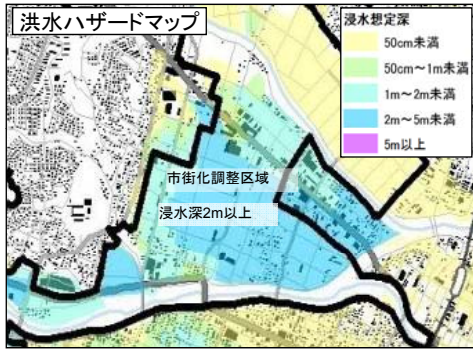 洪水ハザードマップ
浸水想定深
50cm未満
50cm～1m未満
1m～2m未満
2m～5m未満
5m以上
市街化調整区域
浸水深2m以上